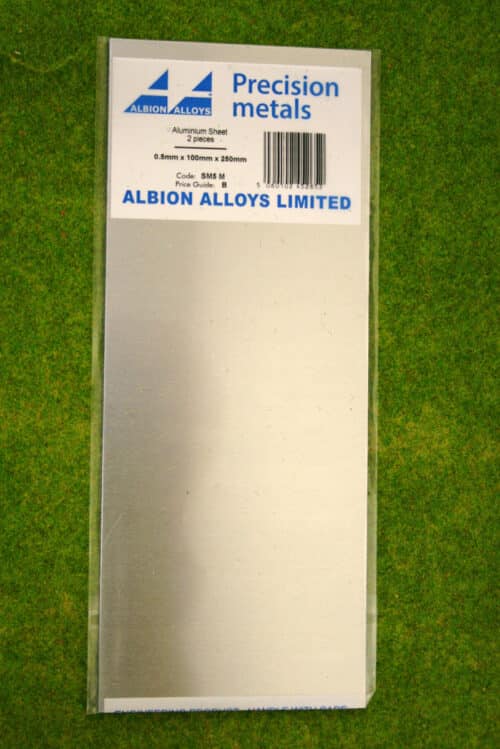 ALBION ALLOYS
Precision
metals
Aluminium Sheet
2 pieces
0.5mm x 100mm x 250mm
Code: SM5 M
Price Guide: B
ALBION ALLOYS LIMITED